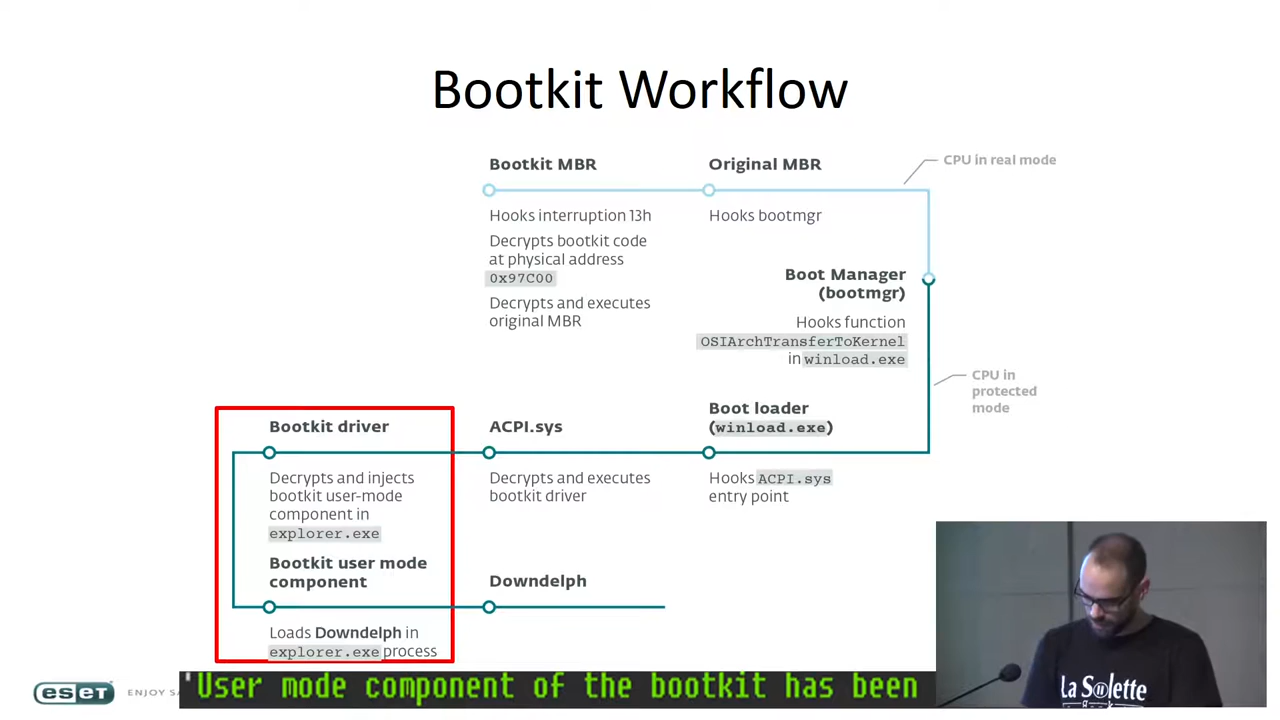 Bootkit Workflow
Bootkit MBR
Hooks interruption 13h
Decrypts bootkit code
at physical address
0x97C00
Decrypts and executes
original MBR
Original MBR
Hooks bootmgr
CPU in real mode
Boot Manager
(bootmgr)
Hooks function
OSIArchTransferToKernel
in winload.exe
CPU in
protected
mode
Boot loader
(winload.exe)
Hooks ACPI.sys
entry point
ACPI.sys
Decrypts and executes
bootkit driver
Bootkit driver
Decrypts and injects
bootkit user-mode
component in
explorer.exe
Bootkit user mode
component
Loads Downdelph in
explorer.exe process
Downdelph
eset
ENJOY SA
'User mode component of the bootkit has been
La Solette